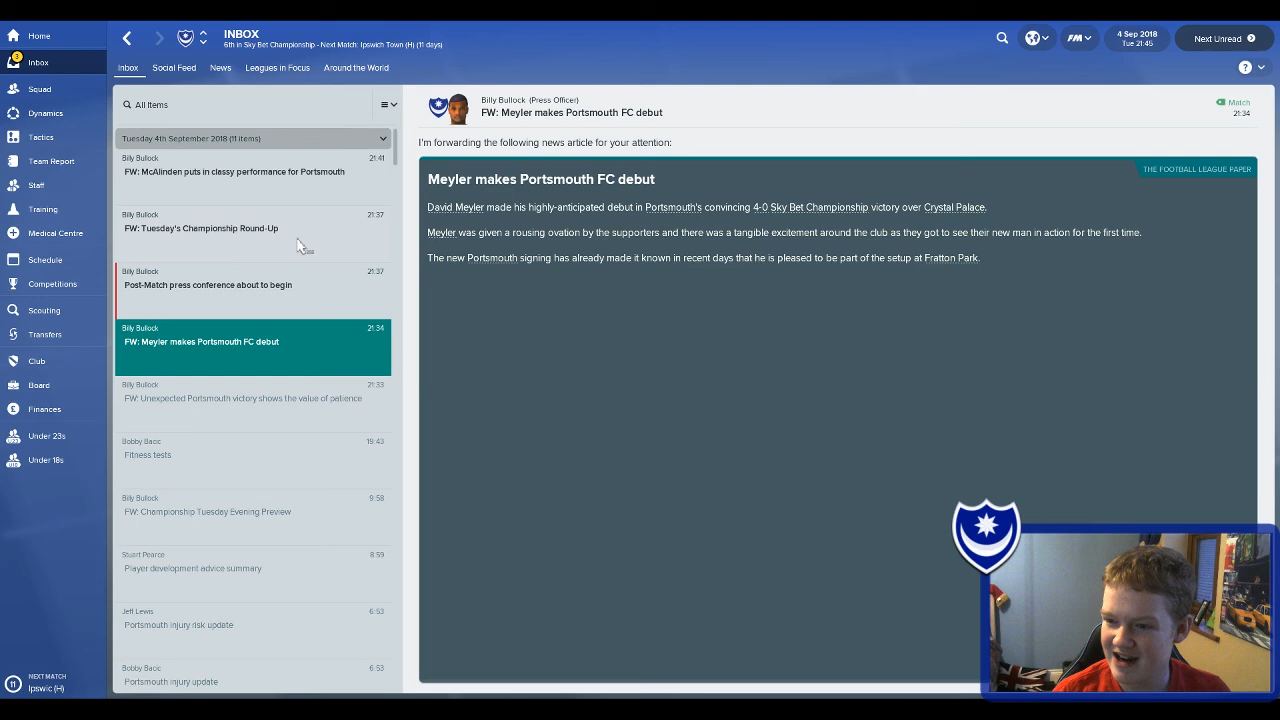 Home
3
Inbox
Squad
Dynamics
Tactics
Team Report
Staff
Training
Medical Centre
Schedule
Competitions
Scouting
Transfers
Club
Board
Finances
Under 23s
Under 18s
11
NEXT MATCH
Ipswic (H)
INBOX
6th in Sky Bet Championship - Next Match: Ipswich Town (H) (11 days)
FM
4 Sep 2018
Tue 21:45
Next Unread
Inbox
Social Feed
News
Leagues in Focus
Around the World
?
All Items
Tuesday 4th September 2018 (11 items)
Billy Bullock 21:41
FW: McAlinden puts in classy performance for Portsmouth
Billy Bullock 21:37
FW: Tuesday's Championship Round-Up
Billy Bullock 21:37
Post-Match press conference about to begin
Billy Bullock 21:34
FW: Meyler makes Portsmouth FC debut
Billy Bullock 21:33
FW: Unexpected Portsmouth victory shows the value of patience
Bobby Bacic 19:43
Fitness tests
Billy Bullock 9:58
FW: Championship Tuesday Evening Preview
Stuart Pearce 8:59
Player development advice summary
Jeff Lewis 6:53
Portsmouth injury risk update
Bobby Bacic 6:53
Portsmouth injury update
Billy Bullock (Press Officer)
FW: Meyler makes Portsmouth FC debut
Match
21:34
I'm forwarding the following news article for your attention:
THE FOOTBALL LEAGUE PAPER
Meyler makes Portsmouth FC debut
David Meyler made his highly-anticipated debut in Portsmouth's convincing 4-0 Sky Bet Championship victory over Crystal Palace.
Meyler was given a rousing ovation by the supporters and there was a tangible excitement around the club as they got to see their new man in action for the first time.
The new Portsmouth signing has already made it known in recent days that he is pleased to be part of the setup at Fratton Park.